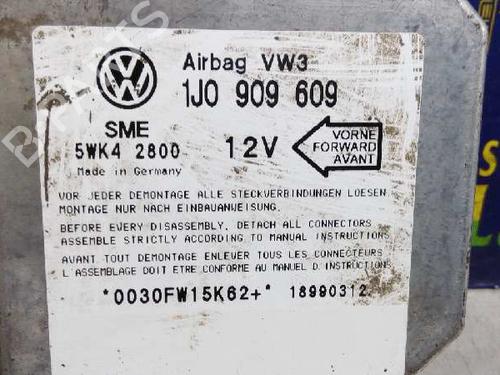 Airbag VW3
1J0 909 609
SME
5WK4 2800
12V
VORNE
FORWARD
AVANT
Made in Germany
VOR JEDER DEMONTAGE ALLE STECKVERBINDUNGEN LOESEN
MONTAGE NUR NACH EINBAUANWEISUNG.
BEFORE EWERY DISASSEMBLY, DETACH ALL CONNECTORS
ASSEMBLE STRICTLY ACCORDING TO MANUAL INSTRUCTIONS
AVANT TOUT DEMONTAGE ENLEVER TOUS LES CONNECTEURS
L'ASSEMBLAGE DOIT ETRE CONFORME AU MANUEL D'INSTRUCTIONS
*0030FW15K62+* 18990312